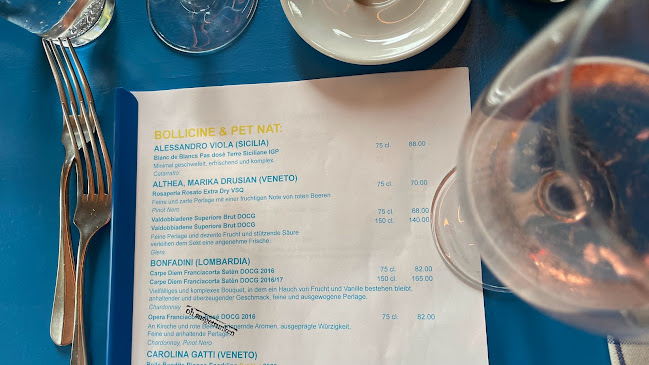 BOLLICINE & PET NAT:
ALESSANDRO VIOLA (SICILIA)
Blanc de Blancs Pas dosé Terre Siciliane IGP 75 cl. 88.00
Minimal geschwefelt, erfrischend und komplex.
Catarratto
ALTHEA, MARIKA DRUSIAN (VENETO)
Rosaperla Rosato Extra Dry VSQ 75 cl. 70.00
Feine und zarte Perlage mit einer fruchtigen Note von roten Beeren
Pinot Nero
Valdobbiadene Superiore Brut DOCG 75 cl. 68.00
Valdobbiadene Superiore Brut DOCG 150 cl. 140.00
Feine Perlage und dezente Frucht und stützende Säure
verleihen dem Sekt eine angenehme Frische.
Glera
BONFADINI (LOMBARDIA)
Carpe Diem Franciacorta Satèn DOCG 2016 75 cl. 82.00
Carpe Diem Franciacorta Satèn DOCG 2016/17 150 cl. 165.00
Vielfältiges und komplexes Bouquet, in dem ein Hauch von Frucht und Vanille bestehen bleibt,
anhaltender und überzeugender Geschmack, feine und ausgewogene Perlage.
Chardonnay
Opera Franciacorta DOCG 2016 75 cl. 82.00
An Kirsche und rote Aromen, ausgeprägte Würzigkeit.
Feine und anhaltende
Chardonnay, Pinot Nero
CAROLINA GATTI (VENETO)